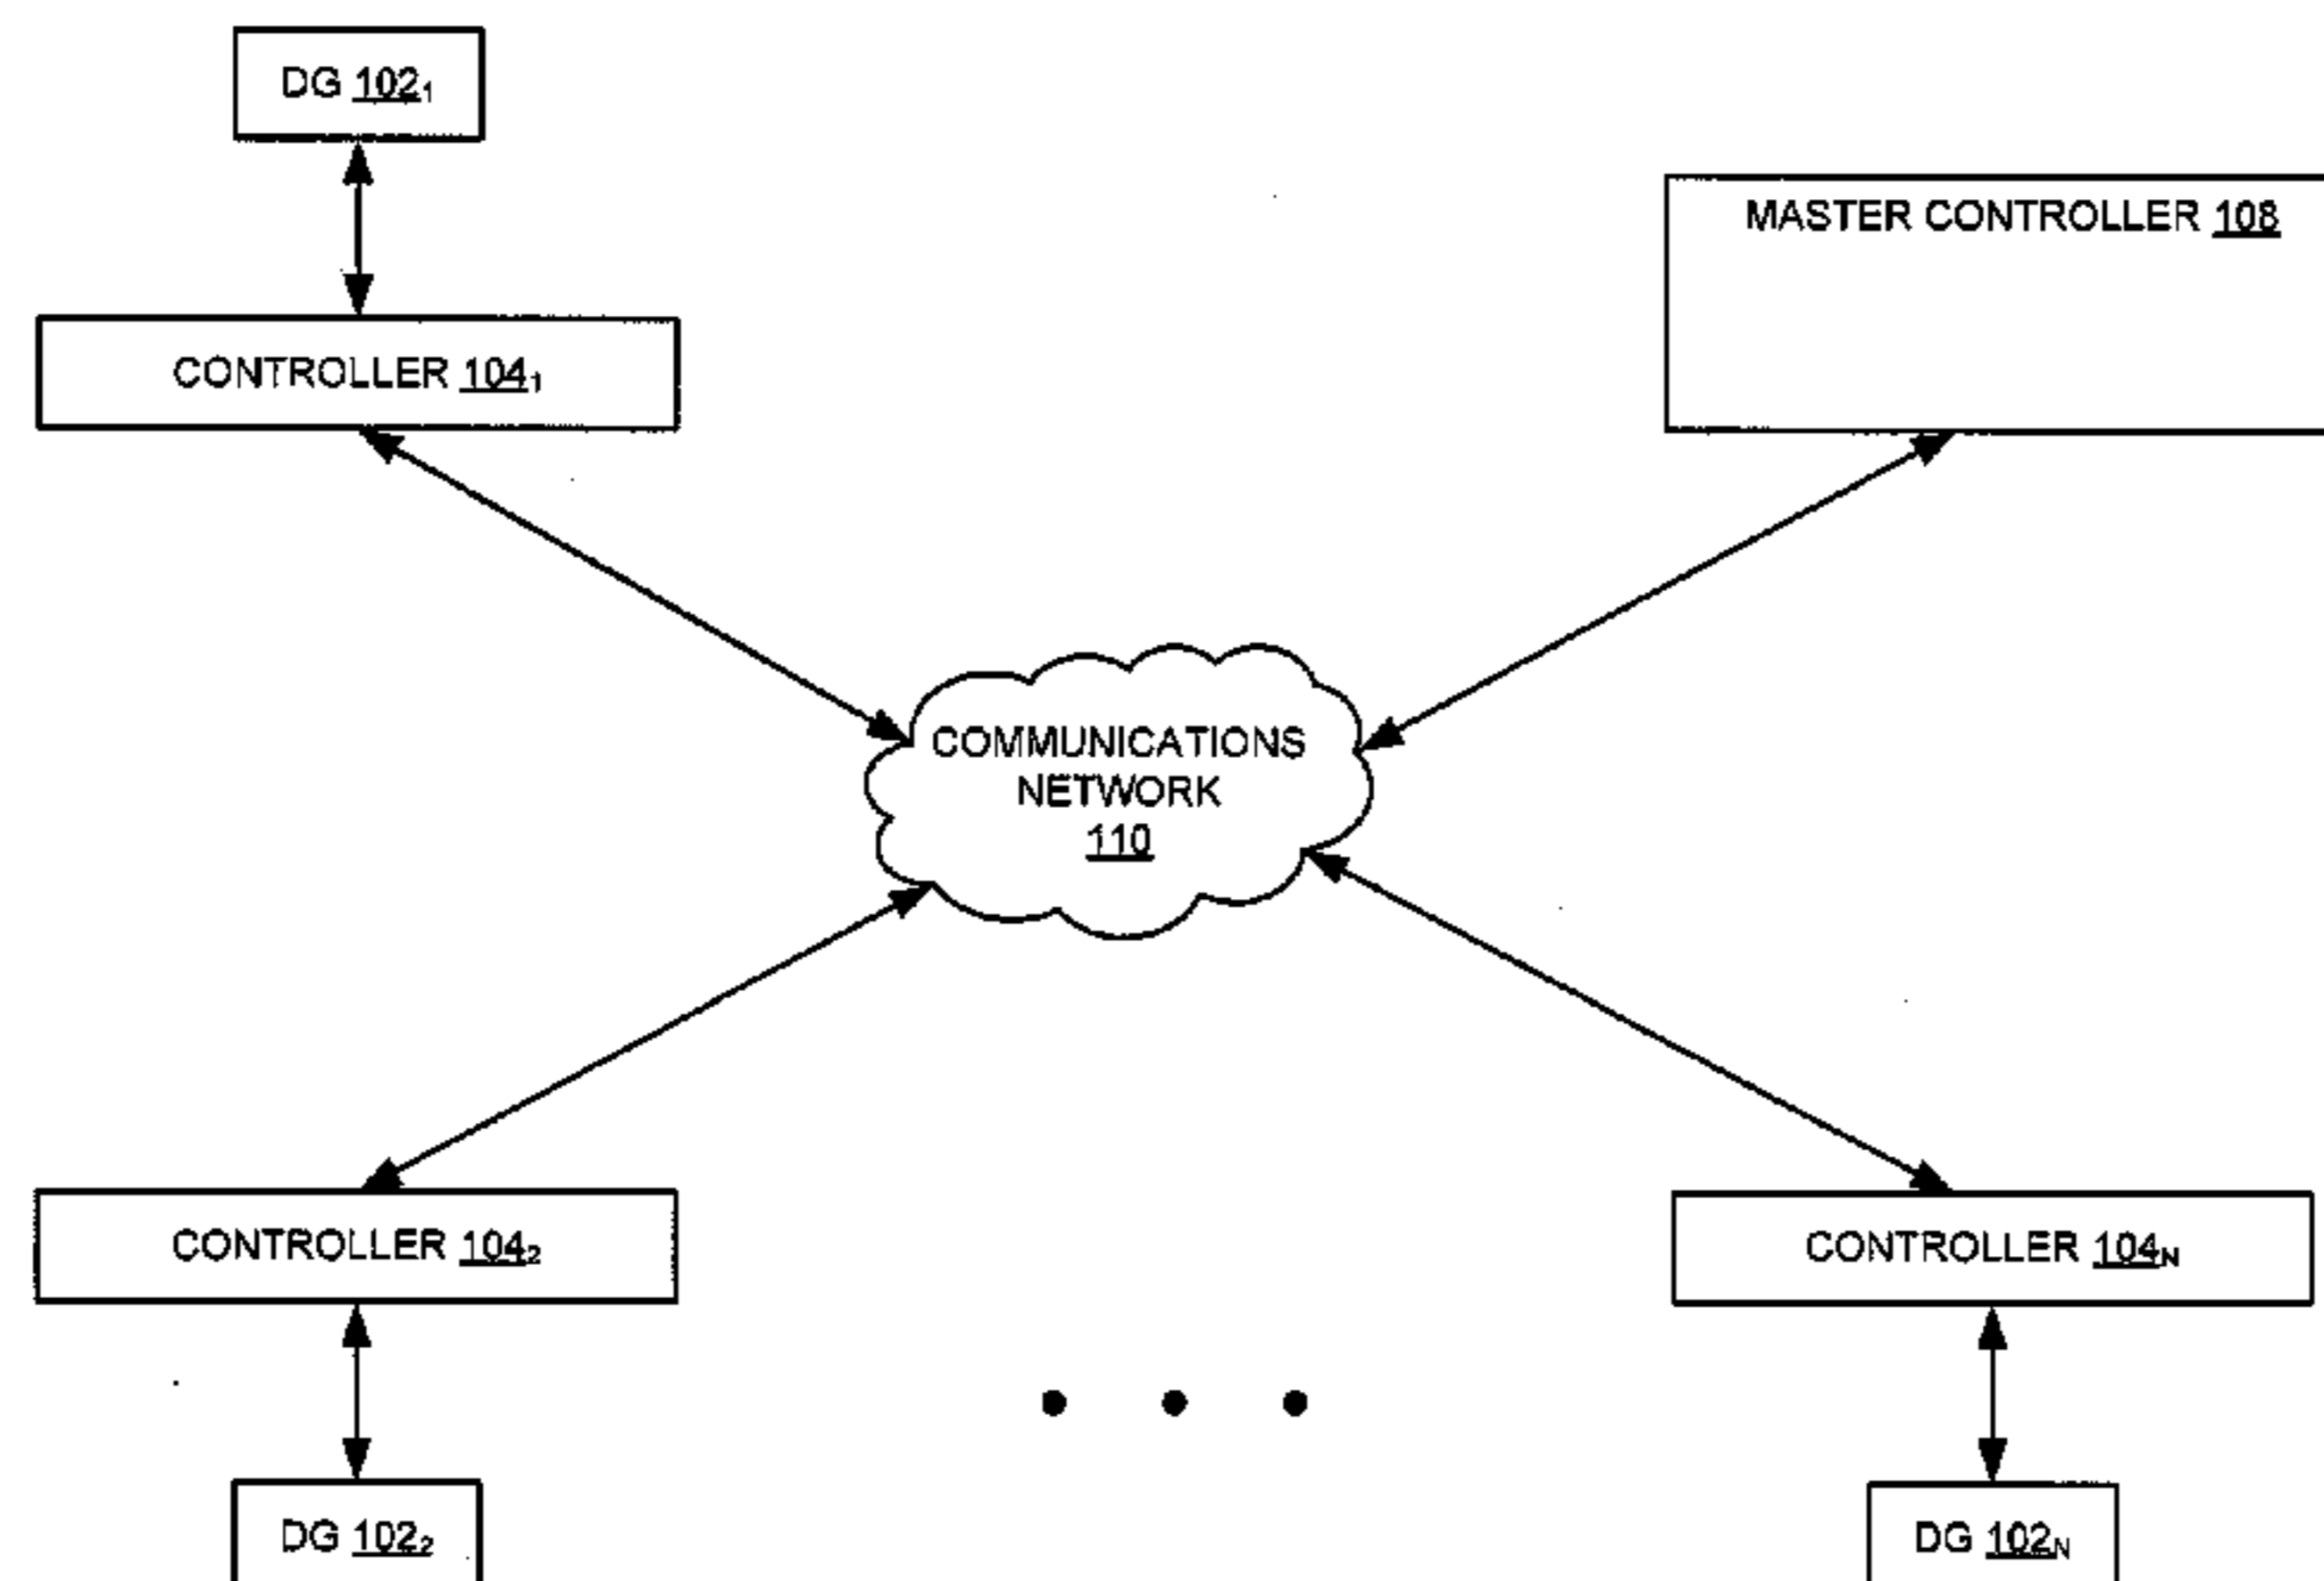 DG 102₁
MASTER CONTROLLER 108
CONTROLLER 104₁
COMMUNICATIONS
NETWORK
110
CONTROLLER 104₂
CONTROLLER 104N
DG 102₂
DG 102N